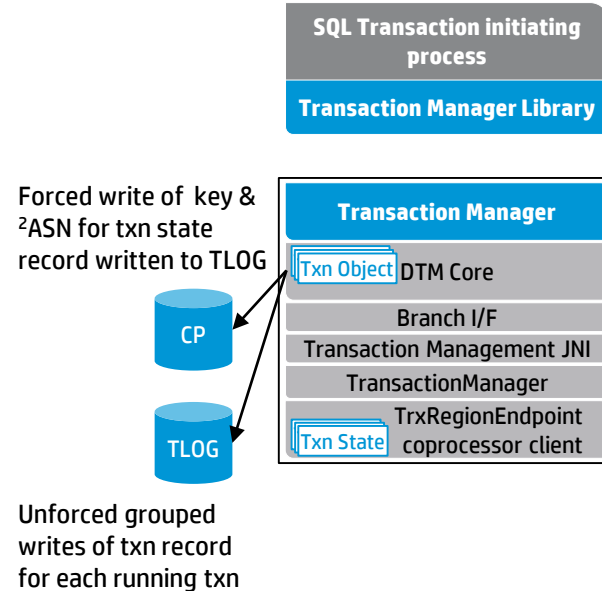 SQL Transaction initiating
process
Transaction Manager Library
Forced write of key &
²ASN for txn state
record written to TLOG
Transaction Manager
Txn Object DTM Core
CP
Branch I/F
Transaction Management JNI
TransactionManager
TLOG
TrxRegionEndpoint
Txn State coprocessor client
Unforced grouped
writes of txn record
for each running txn